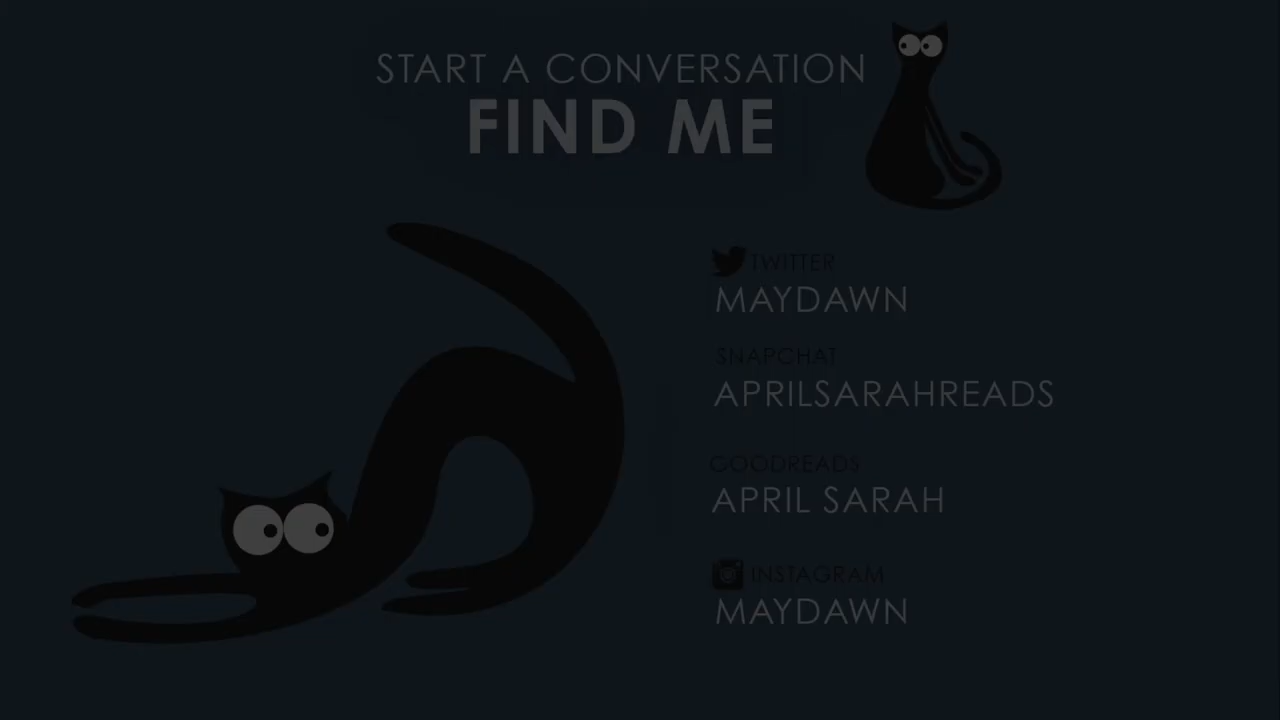 START A CONVERSATION
FIND ME
TWITTER
MAYDAWN
SNAPCHAT
APRILSARAHREADS
GOODREADS
APRIL SARAH
INSTAGRAM
MAYDAWN